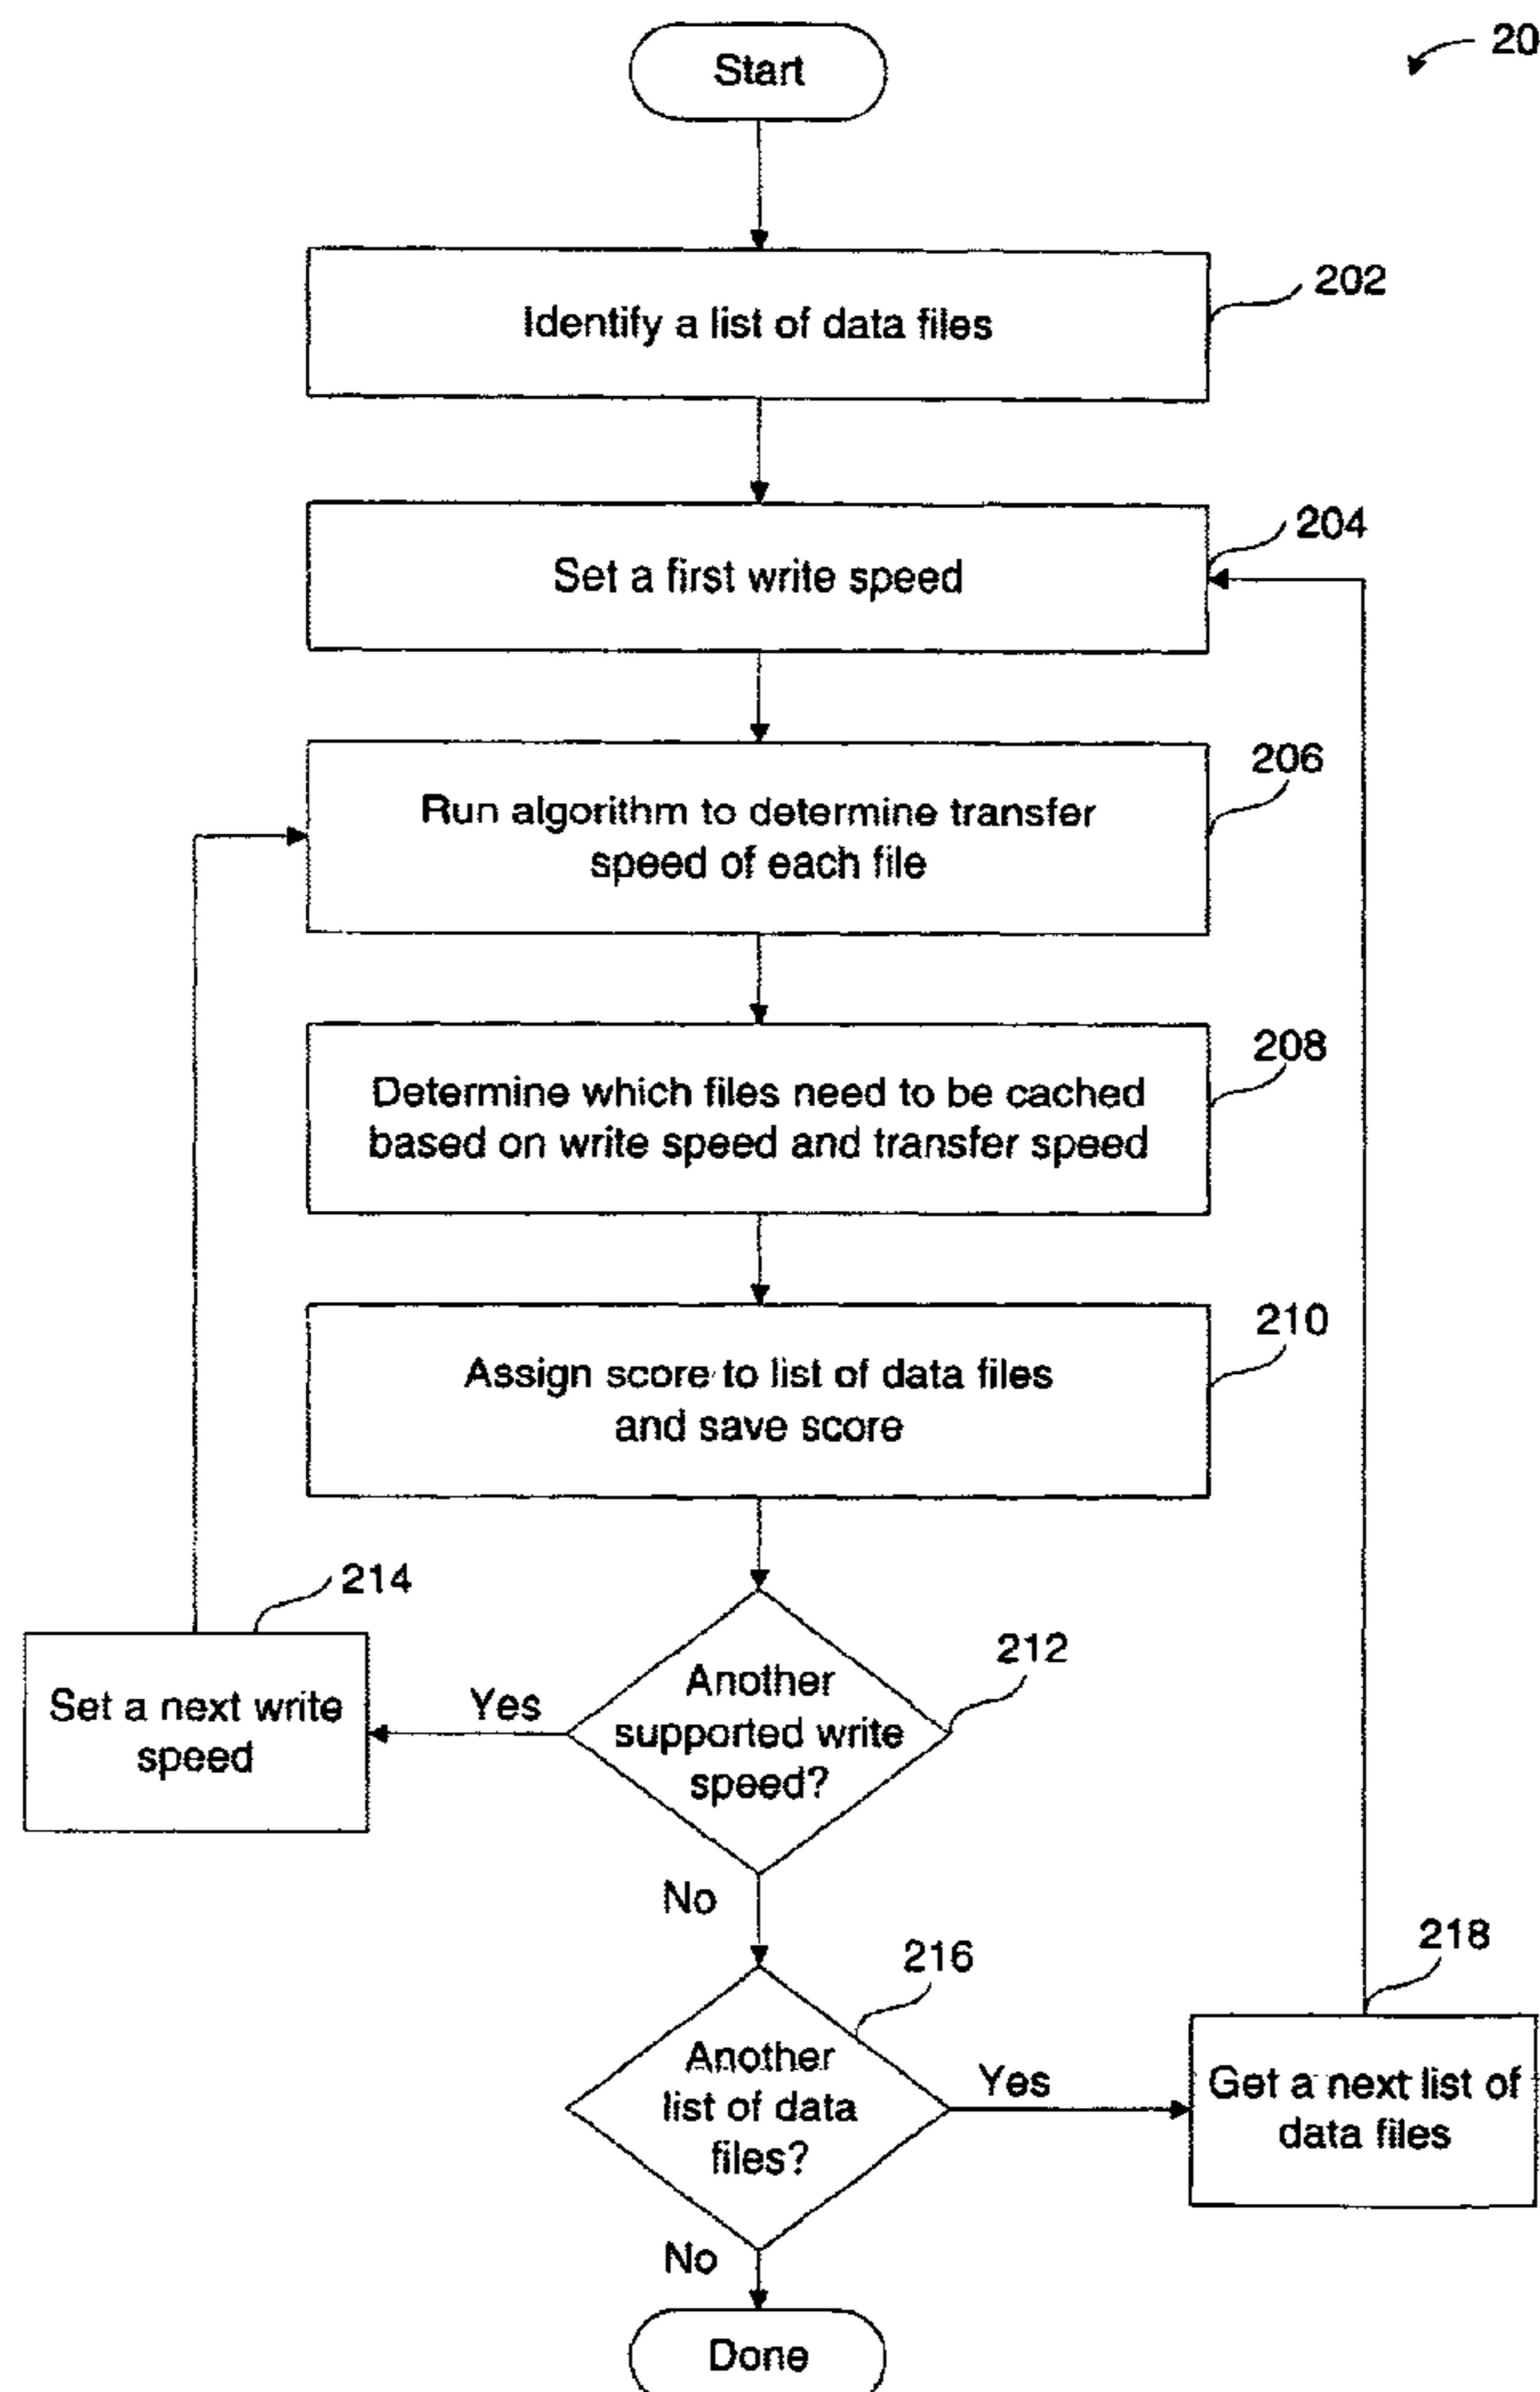 Start
20
Identify a list of data files
202
Set a first write speed
204
Run algorithm to determine transfer
speed of each file
206
Determine which files need to be cached
based on write speed and transfer speed
208
Assign score to list of data files
and save score
210
Another
supported write
speed?
212
Yes
Set a next write
speed
214
No
Another
list of data
files?
216
Yes
Get a next list of
data files
218
No
Done